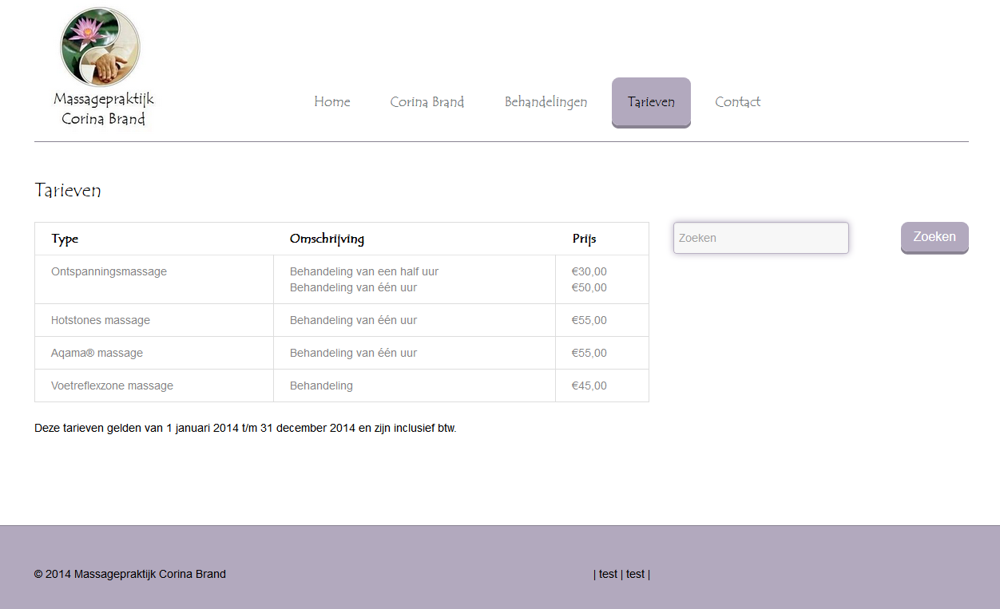 Massagepraktijk
Corina Brand
Home Corina Brand Behandelingen Tarieven Contact
Tarieven
Type Omschrijving Prijs
Ontspanningsmassage Behandeling van een half uur €30,00
Behandeling van één uur €50,00
Hotstones massage Behandeling van één uur €55,00
Aqama® massage Behandeling van één uur €55,00
Voetreflexzone massage Behandeling €45,00
Zoeken Zoeken
Deze tarieven gelden van 1 januari 2014 t/m 31 december 2014 en zijn inclusief btw.
© 2014 Massagepraktijk Corina Brand | test | test |